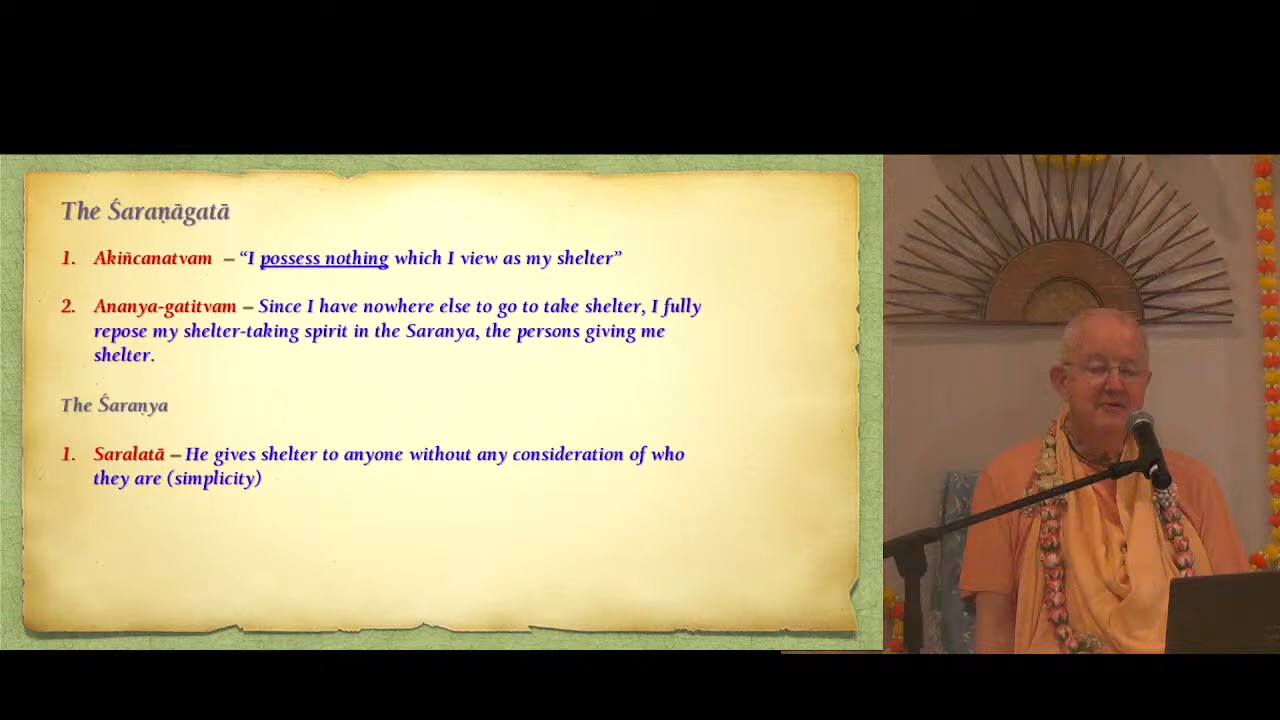 The Śaraṇāgatā
1. Akiñcanatvam – “I possess nothing which I view as my shelter”
2. Ananya-gatitvam – Since I have nowhere else to go to take shelter, I fully
repose my shelter-taking spirit in the Saranya, the persons giving me
shelter.
The Śaraṇya
1. Saralatā – He gives shelter to anyone without any consideration of who
they are (simplicity)